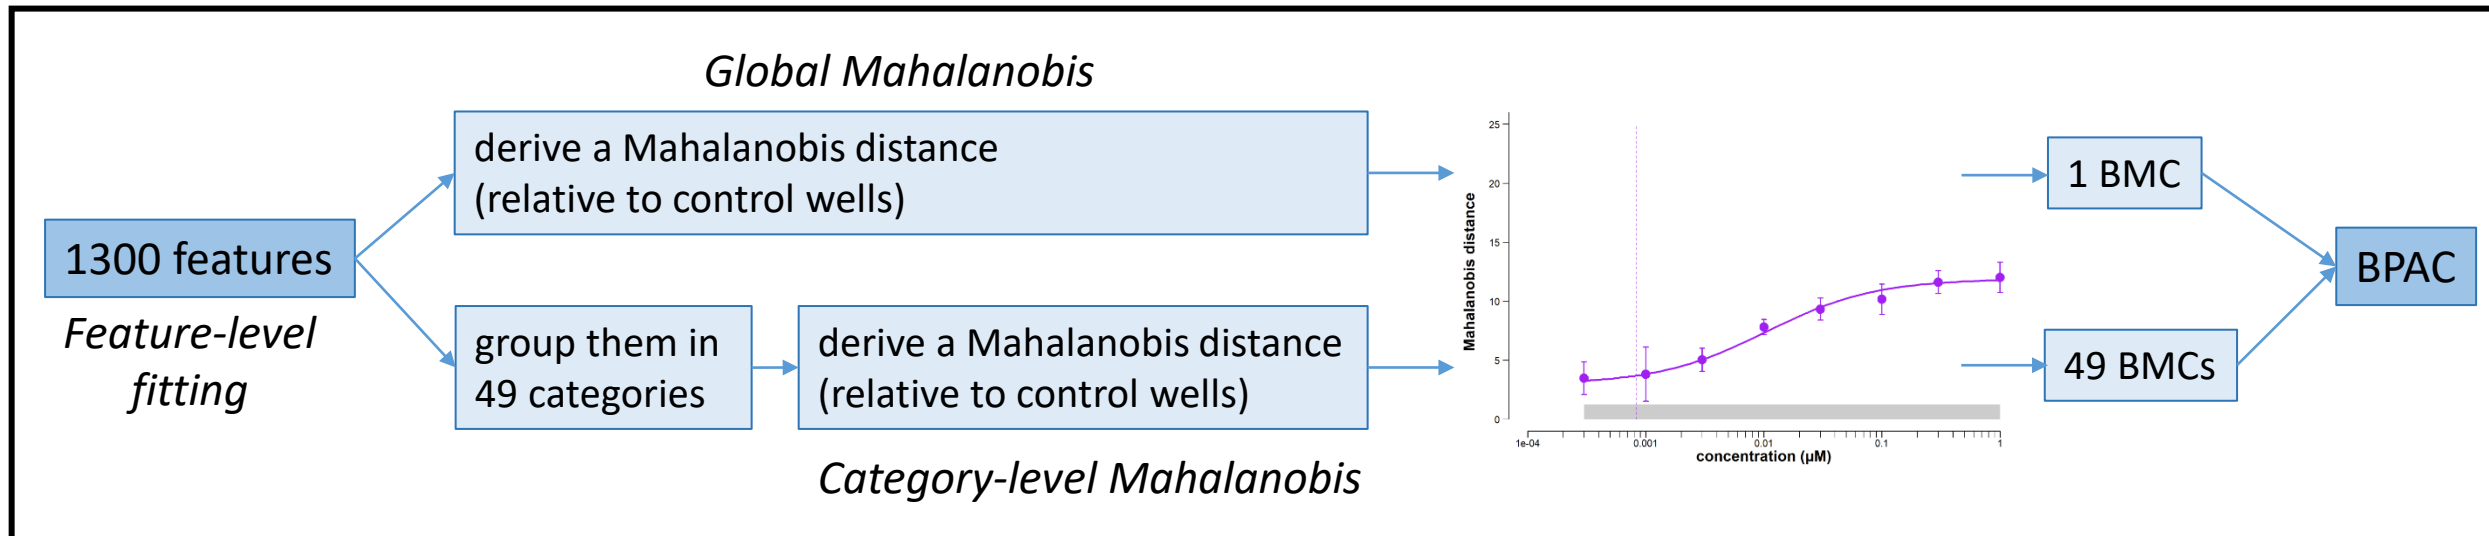 Global Mahalanobis
derive a Mahalanobis distance
(relative to control wells)
1300 features
Feature-level
fitting
group them in
49 categories
derive a Mahalanobis distance
(relative to control wells)
Category-level Mahalanobis
Mahalanobis distance
25
20
15
10
5
0
1e-04
0.001
0.01
0.1
1
concentration (µM)
1 BMC
49 BMCs
BPAC